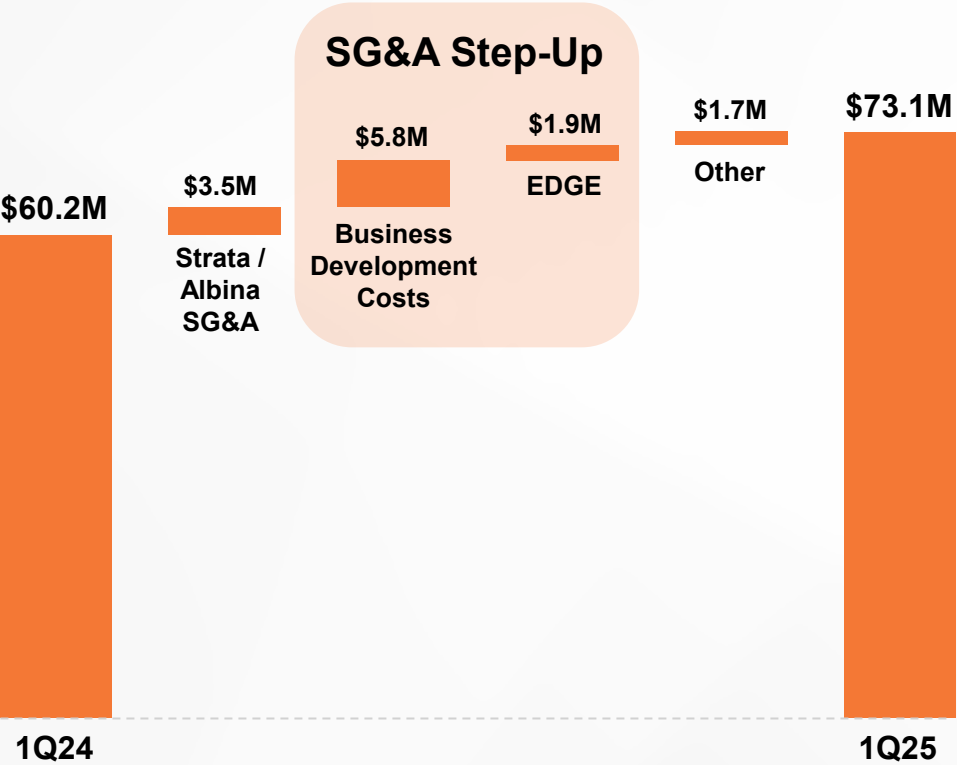 SG&A Step-Up
$60.2M
$3.5M
Strata /
Albina
SG&A
$5.8M
Business
Development
Costs
$1.9M
EDGE
$1.7M
Other
$73.1M
1Q24
1Q25